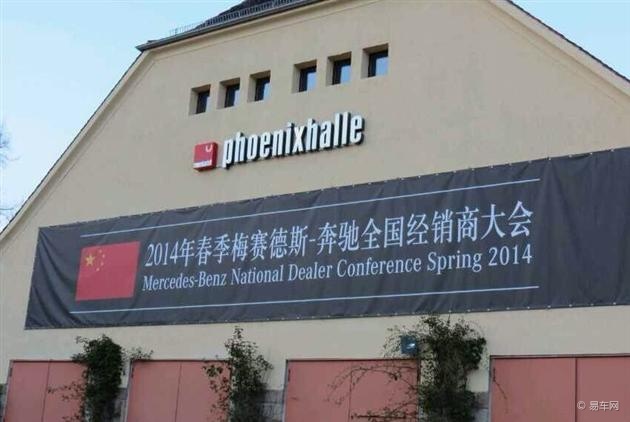 phoenixhalle
2014年春季梅赛德斯-奔驰全国经销商大会
Mercedes-Benz National Dealer Conference Spring 2014
© 易车网